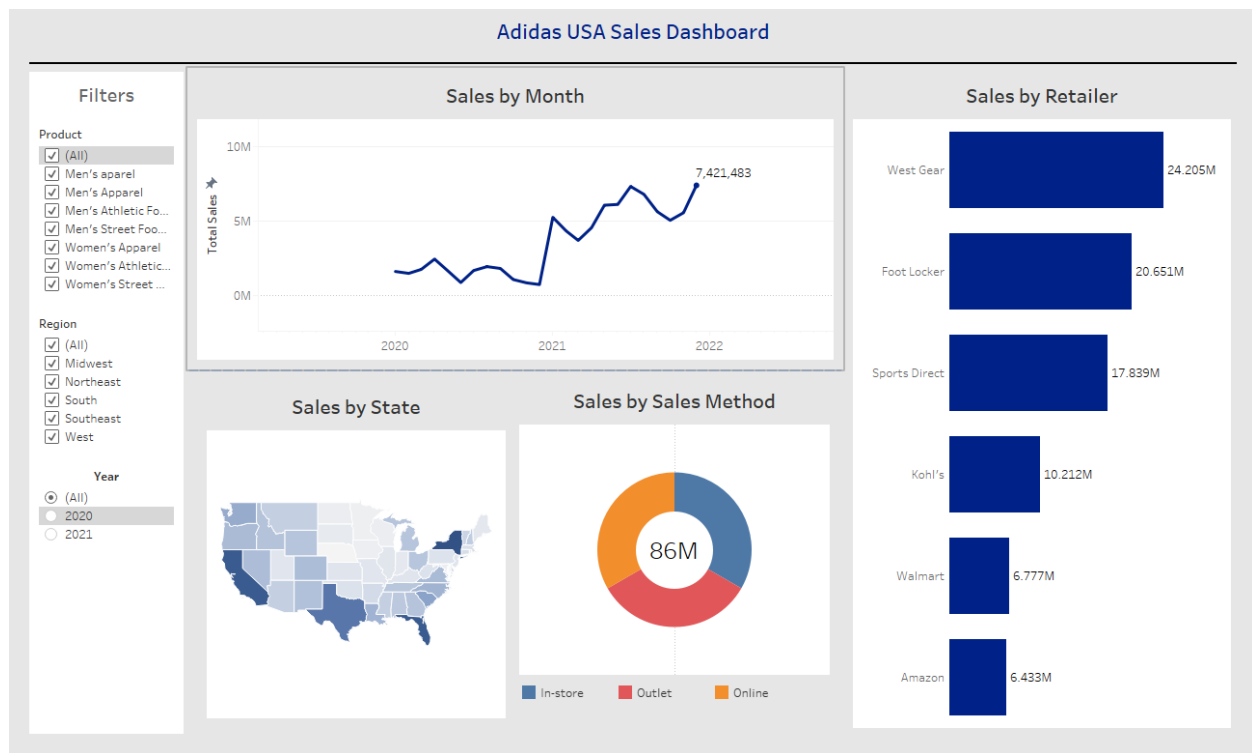 Adidas USA Sales Dashboard
Filters
Product
(All)
Men's aparel
Men's Apparel
Men's Athletic Fo...
Men's Street Foo...
Women's Apparel
Women's Athletic...
Women's Street ...
Region
(All)
Midwest
Northeast
South
Southeast
West
Year
(All)
2020
2021
Sales by Month
Total Sales
10M
5M
0M
7,421,483
2020
2021
2022
Sales by State
Sales by Sales Method
86M
In-store
Outlet
Online
Sales by Retailer
West Gear
24.205M
Foot Locker
20.651M
Sports Direct
17.839M
Kohl's
10.212M
Walmart
6.777M
Amazon
6.433M